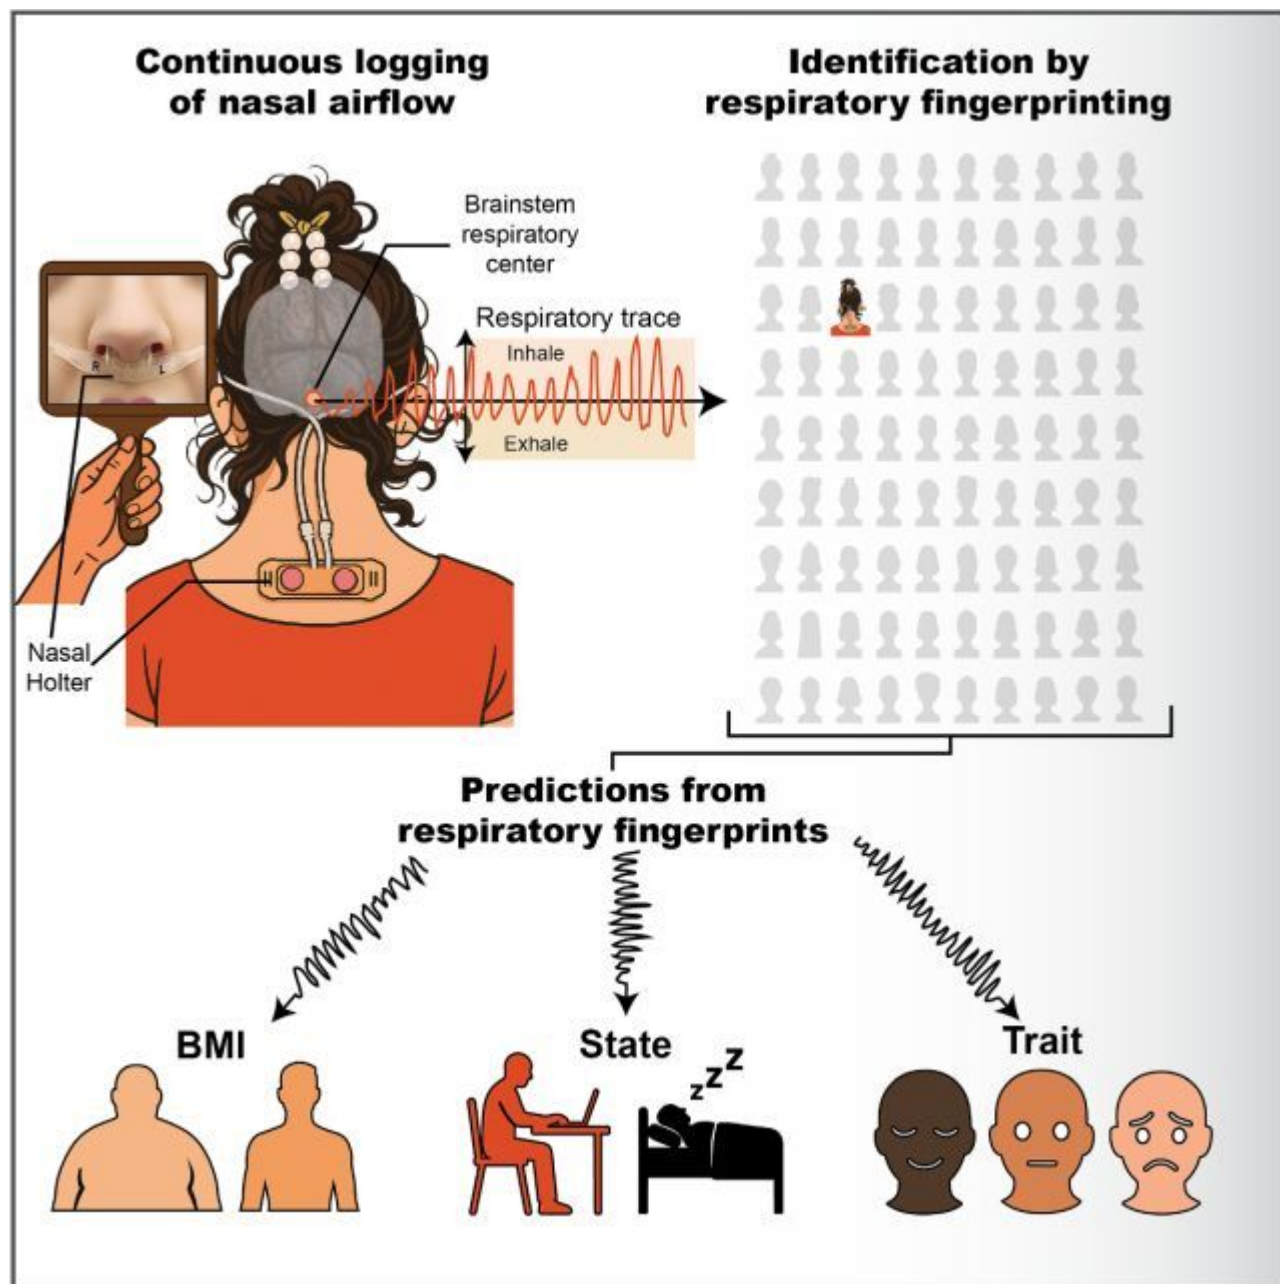 Continuous logging
of nasal airflow
Identification by
respiratory fingerprinting
Brainstem
respiratory
center
Respiratory trace
Inhale
Exhale
R
L
Nasal
Holter
Predictions from
respiratory fingerprints
BMI
State
z z Z
Trait